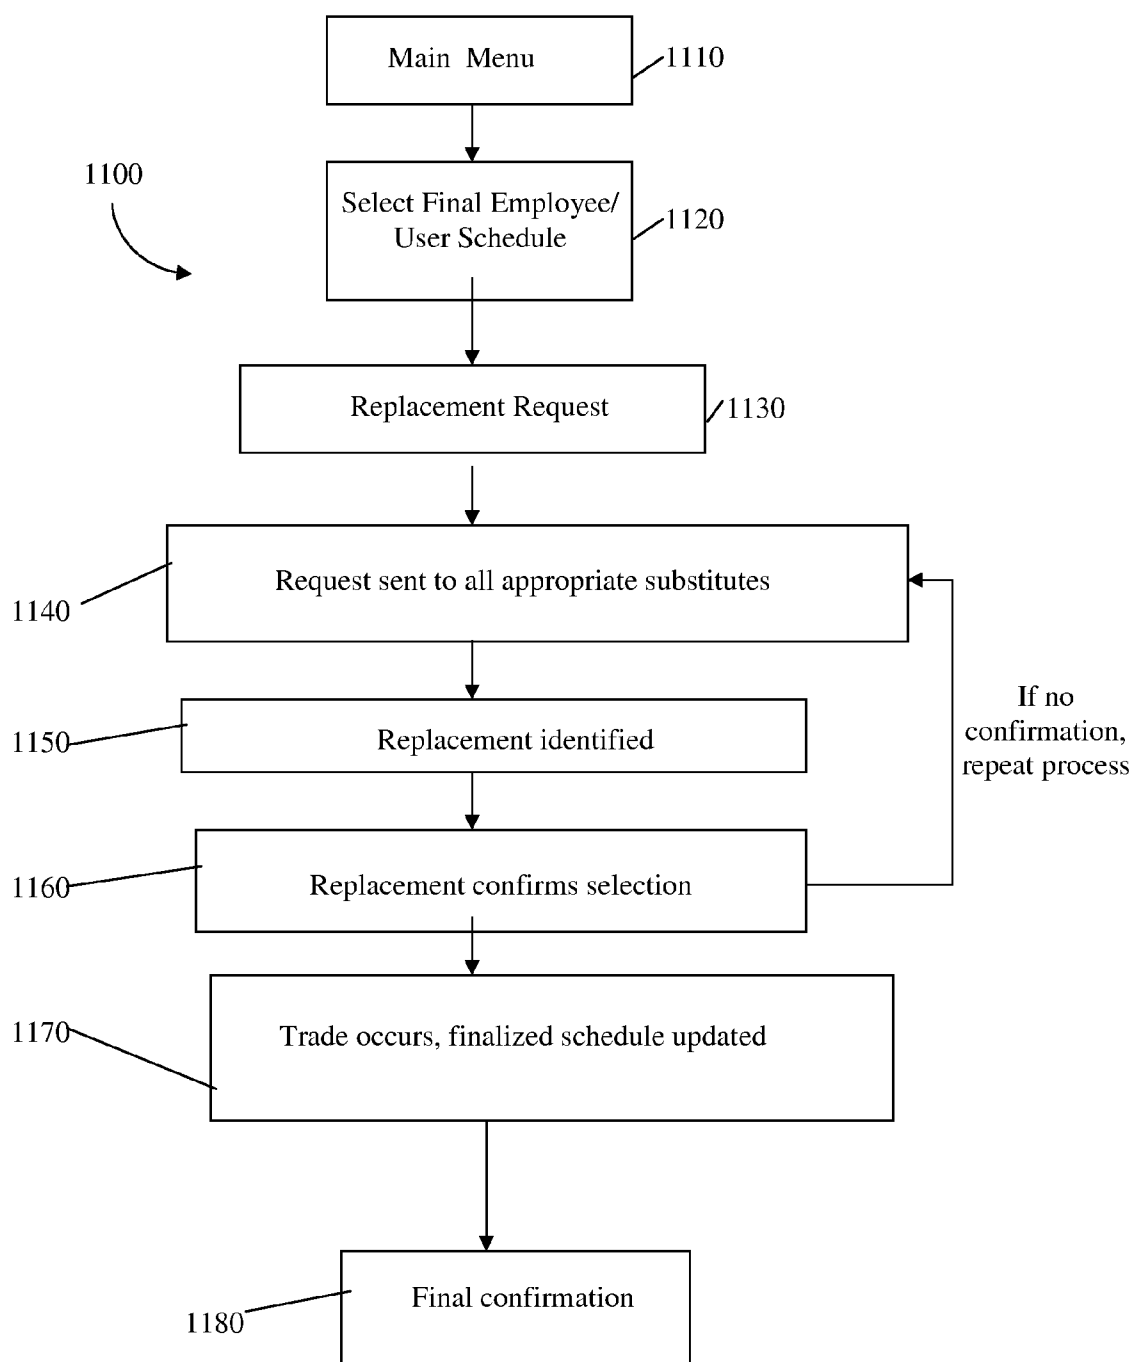 Main Menu
1110
1100
Select Final Employee/
User Schedule
1120
Replacement Request
1130
Request sent to all appropriate substitutes
1140
If no
confirmation,
repeat process
Replacement identified
1150
Replacement confirms selection
1160
Trade occurs, finalized schedule updated
1170
Final confirmation
1180